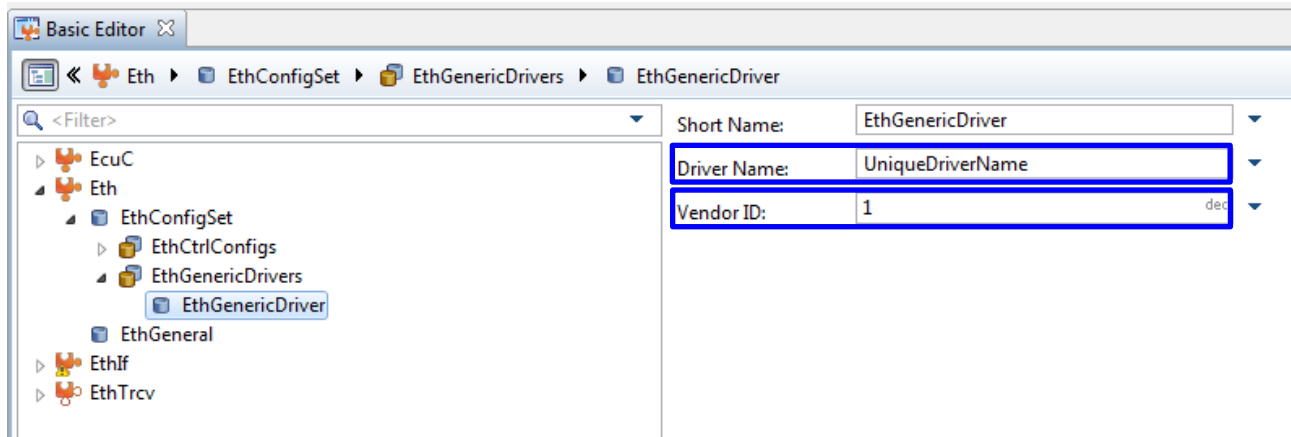 Basic Editor
Eth EthConfigSet EthGenericDrivers EthGenericDriver
<Filter>
EcuC
Eth
EthConfigSet
EthCtrlConfigs
EthGenericDrivers
EthGenericDriver
EthGeneral
EthIf
EthTrcv
Short Name: EthGenericDriver
Driver Name: UniqueDriverName
Vendor ID: 1 dec